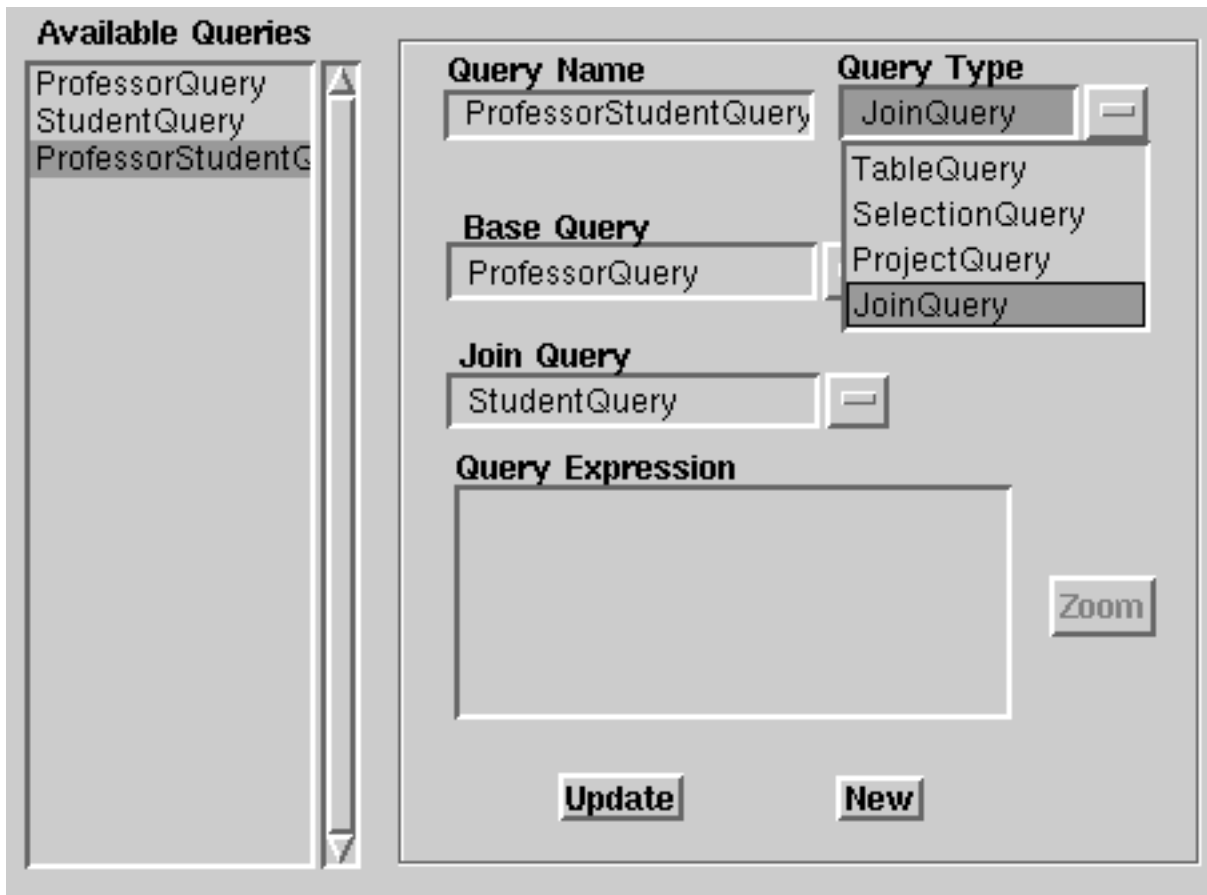 Available Queries
ProfessorQuery
StudentQuery
ProfessorStudentQ
Query Name
ProfessorStudentQuery
Query Type
JoinQuery
TableQuery
SelectionQuery
ProjectQuery
JoinQuery
Base Query
ProfessorQuery
Join Query
StudentQuery
Query Expression
Zoom
Update
New